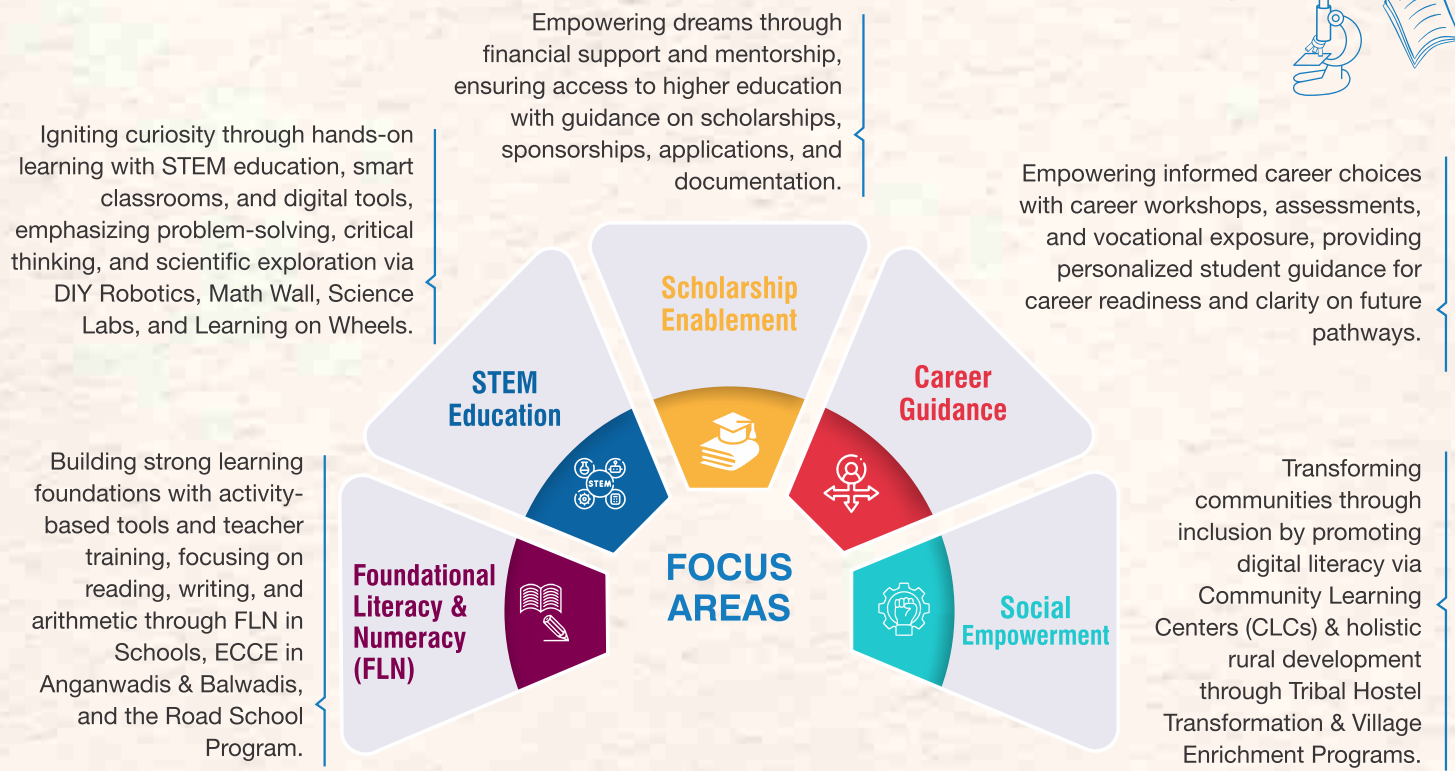 Empowering dreams through
financial support and mentorship,
ensuring access to higher education
with guidance on scholarships,
sponsorships, applications, and
documentation.
Igniting curiosity through hands-on
learning with STEM education, smart
classrooms, and digital tools,
emphasizing problem-solving, critical
thinking, and scientific exploration via
DIY Robotics, Math Wall, Science
Labs, and Learning on Wheels.
Empowering informed career choices
with career workshops, assessments,
and vocational exposure, providing
personalized student guidance for
career readiness and clarity on future
pathways.
Building strong learning
foundations with activity-
based tools and teacher
training, focusing on
reading, writing, and
arithmetic through FLN in
Schools, ECCE in
Anganwadis & Balwadis,
and the Road School
Program.
Foundational
Literacy &
Numeracy
(FLN)
STEM
Education
STEM
Scholarship
Enablement
Career
Guidance
Social
Empowerment
FOCUS
AREAS
Transforming
communities through
inclusion by promoting
digital literacy via
Community Learning
Centers (CLCs) & holistic
rural development
through Tribal Hostel
Transformation & Village
Enrichment Programs.